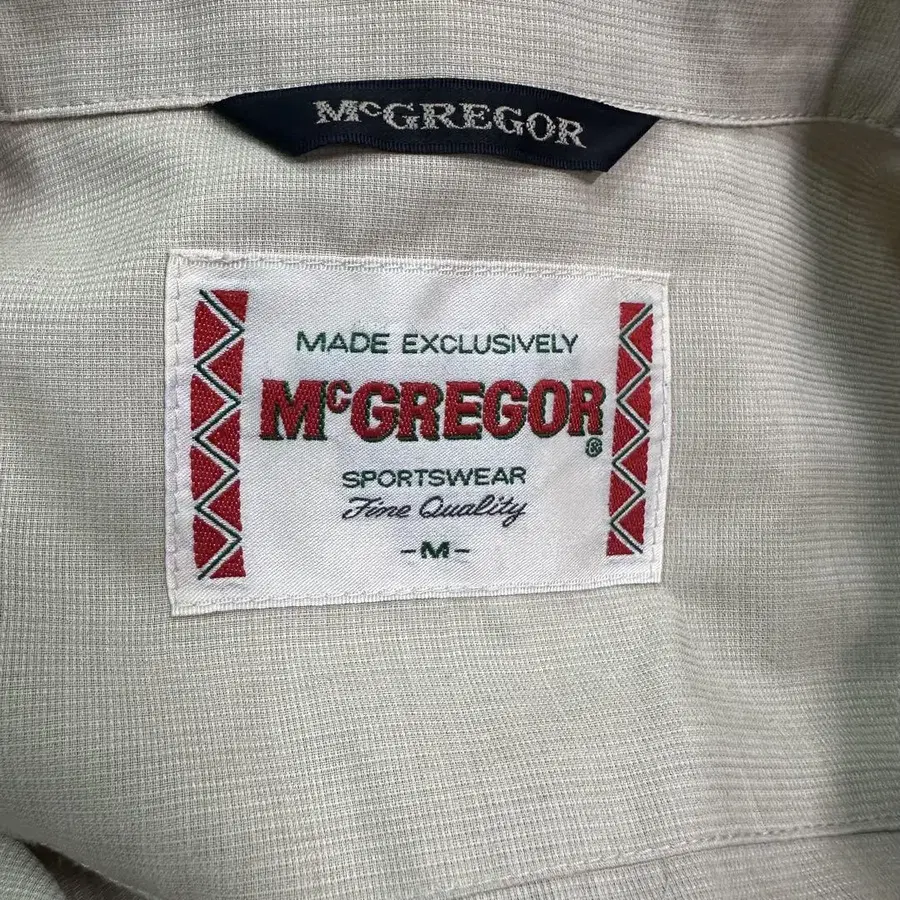 McGREGOR
MADE EXCLUSIVELY
McGREGOR®
SPORTSWEAR
Fine Quality
-M-